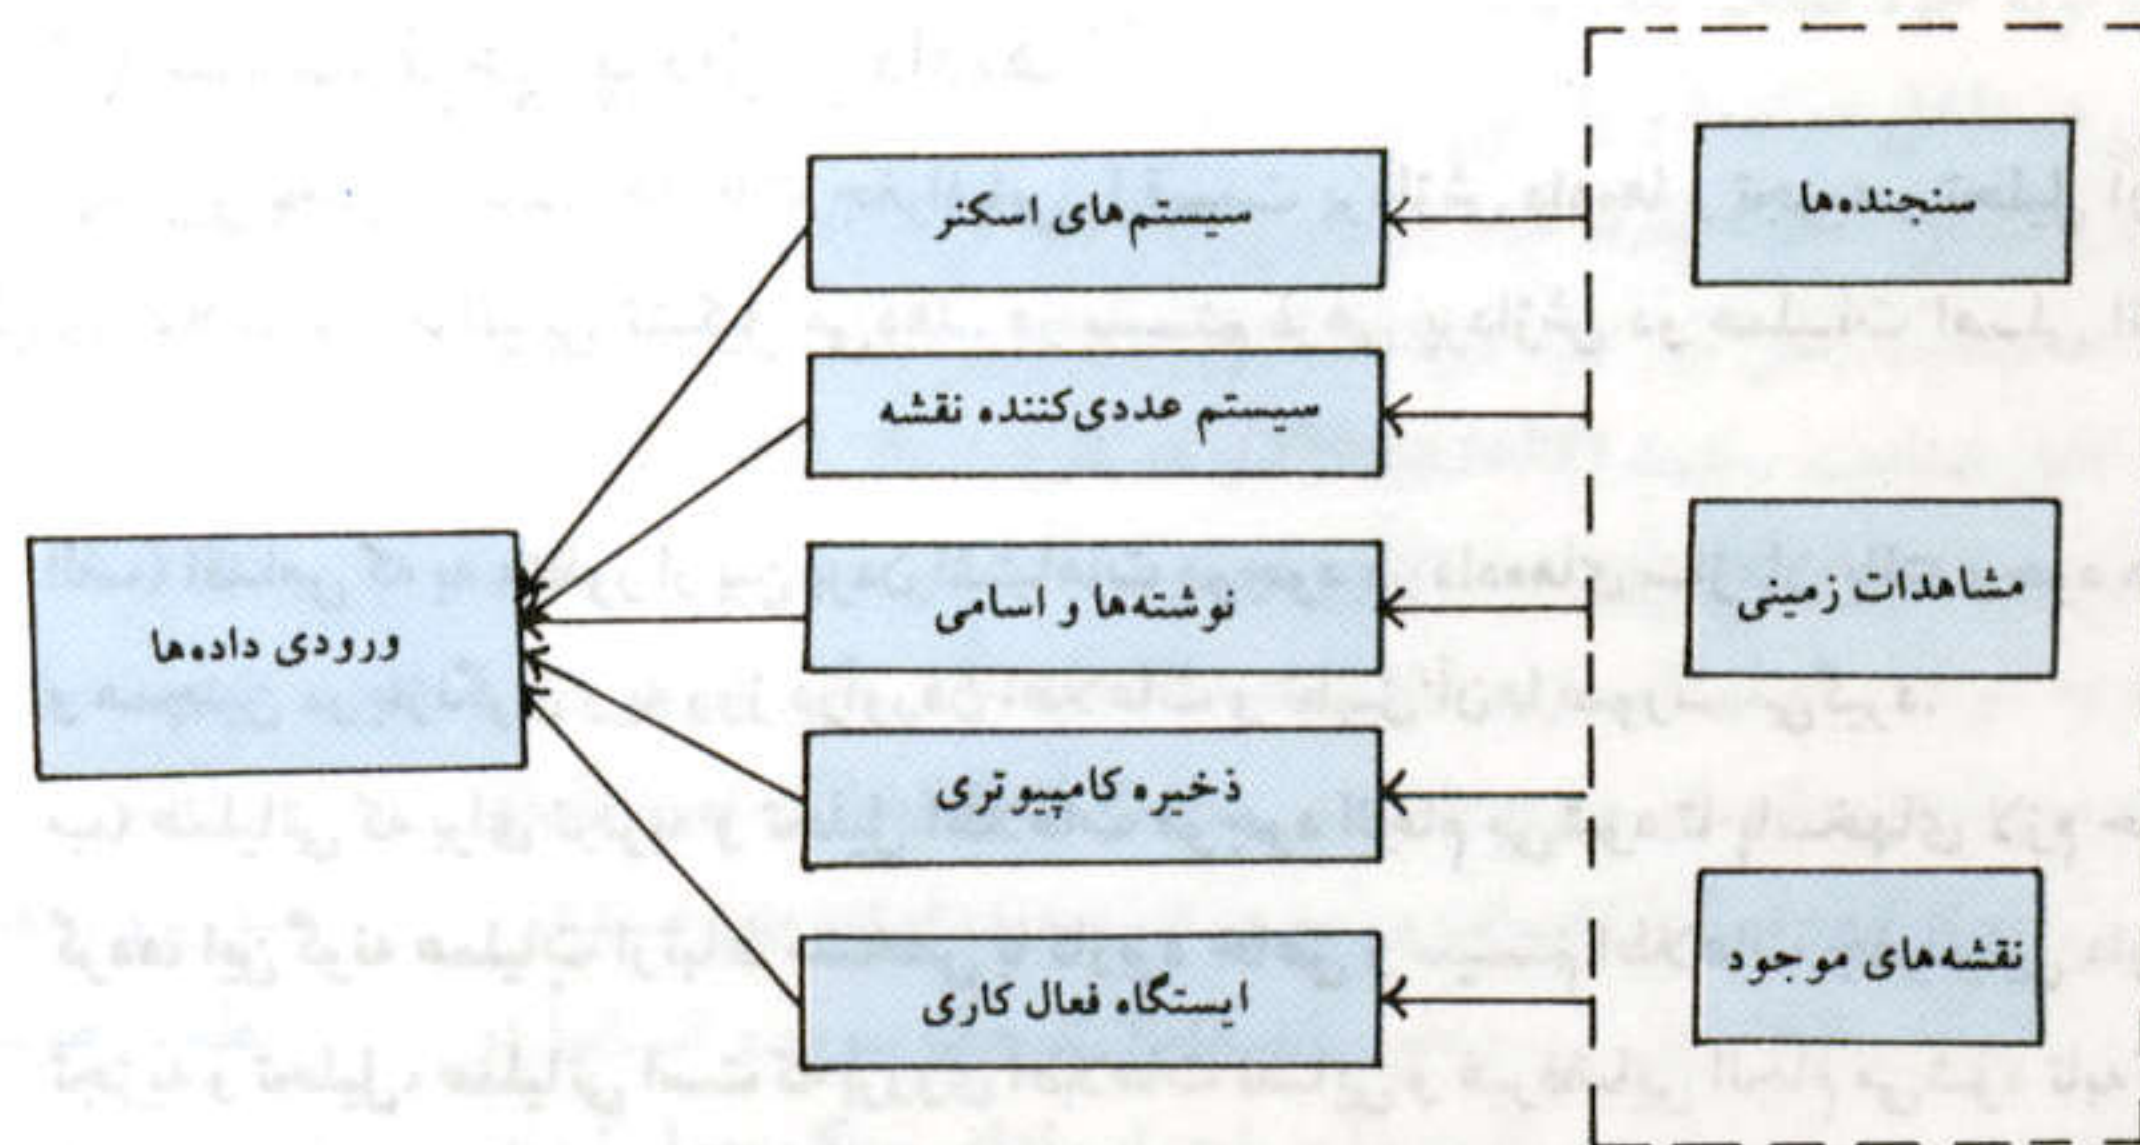 سنجنده‌ها
مشاهدات زمینی
نقشه‌های موجود
سیستم‌های اسکنر
سیستم عددی‌کننده نقشه
نوشته‌ها و اسامی
ذخیره کامپیوتری
ایستگاه فعال کاری
ورودی داده‌ها